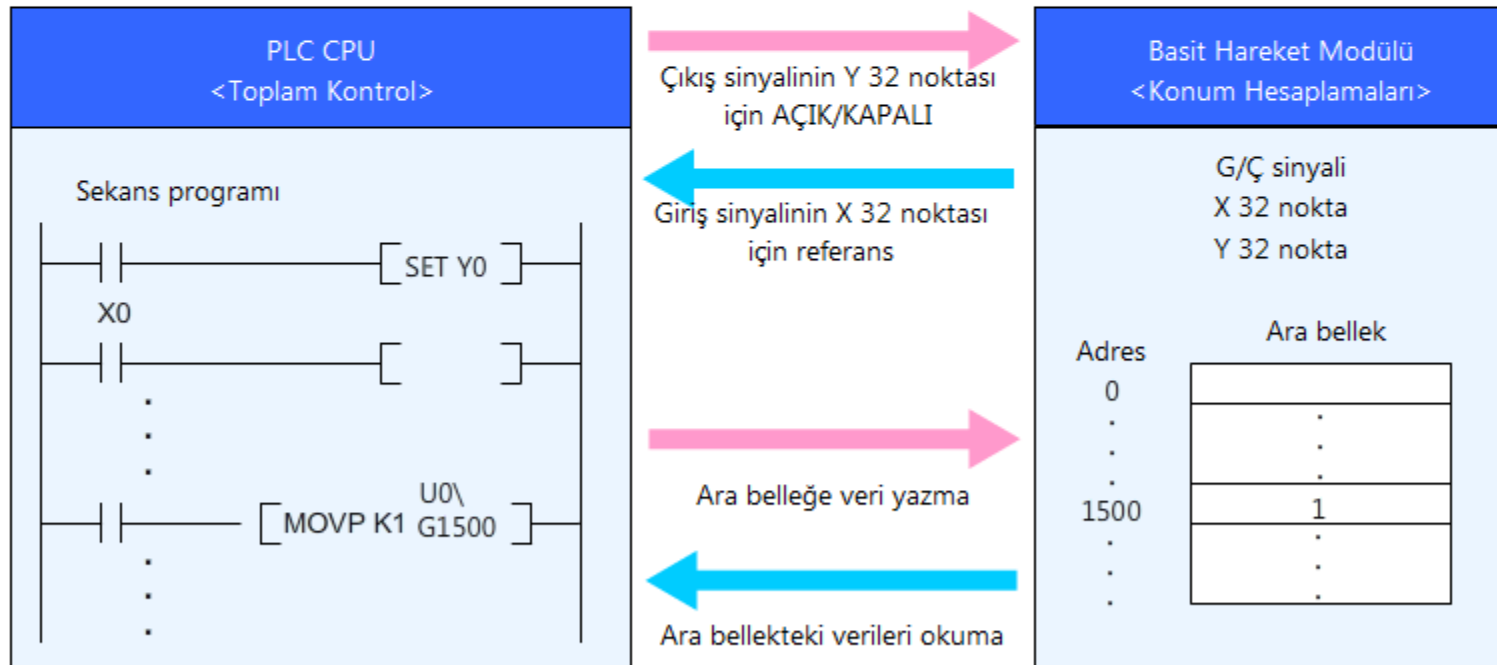 PLC CPU
<Toplam Kontrol>
Sekans programı
SET Y0
X0
U0\
MOVP K1 G1500
Çıkış sinyalinin Y 32 noktası
için AÇIK/KAPALI
Giriş sinyalinin X 32 noktası
için referans
Ara belleğe veri yazma
Ara bellekteki verileri okuma
Basit Hareket Modülü
<Konum Hesaplamaları>
G/Ç sinyali
X 32 nokta
Y 32 nokta
Ara bellek
Adres
0
1500 1